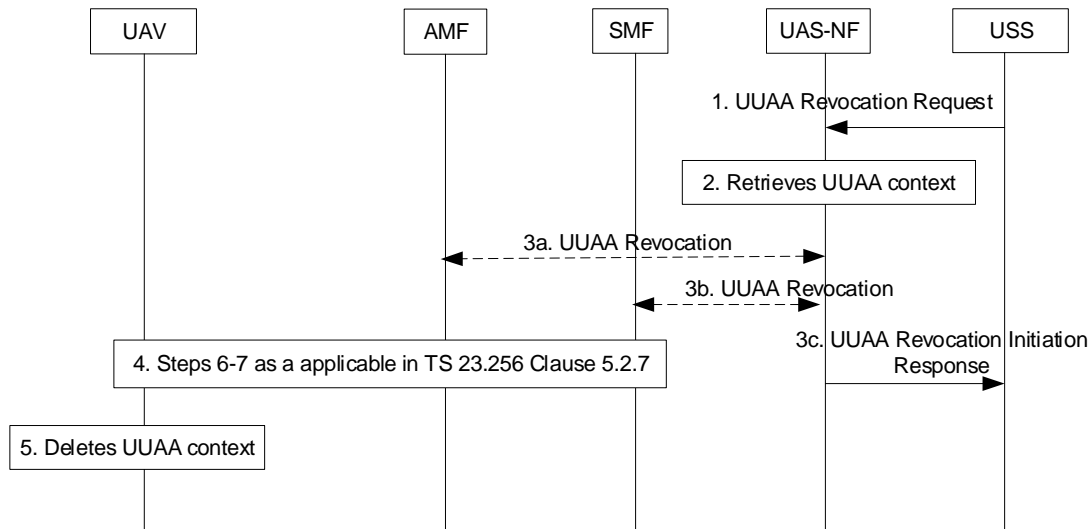 UAV
AMF
SMF
UAS-NF
USS
1. UUAA Revocation Request
2. Retrieves UUAA context
3a. UUAA Revocation
3b. UUAA Revocation
3c. UUAA Revocation Initiation
Response
4. Steps 6-7 as a applicable in TS 23.256 Clause 5.2.7
5. Deletes UUAA context